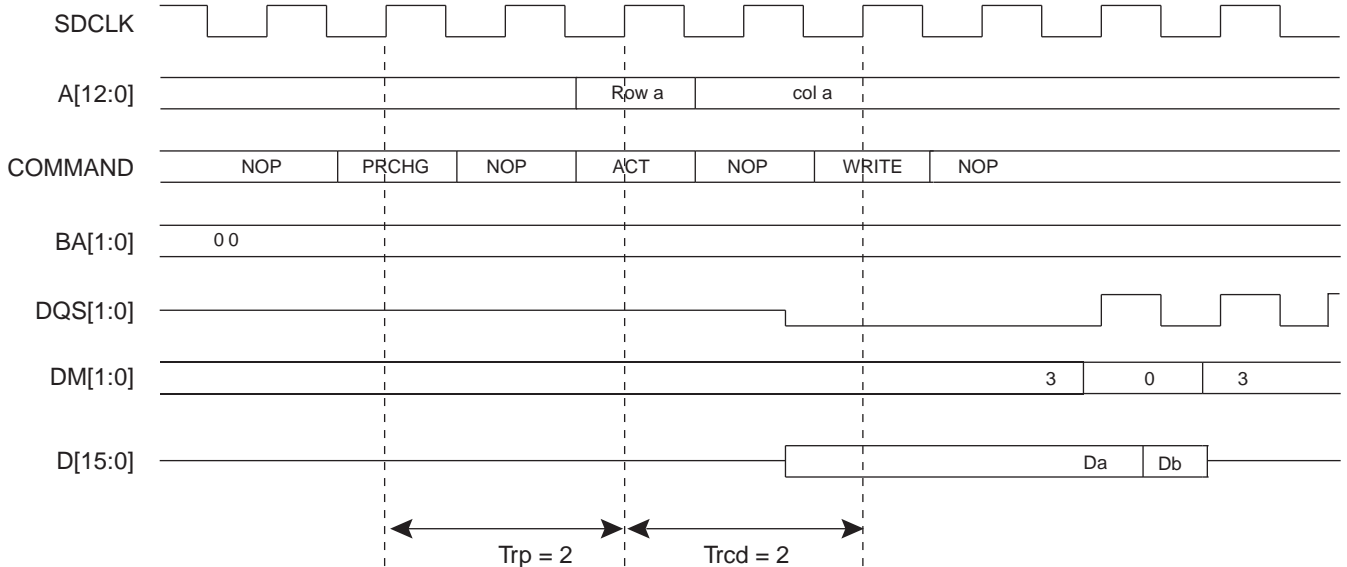 SDCLK
A[12:0] Row a col a
COMMAND NOP PRCHG NOP ACT NOP WRITE NOP
BA[1:0] 0 0
DQS[1:0]
DM[1:0] 3 0 3
D[15:0] Da Db
Trp = 2 Trcd = 2